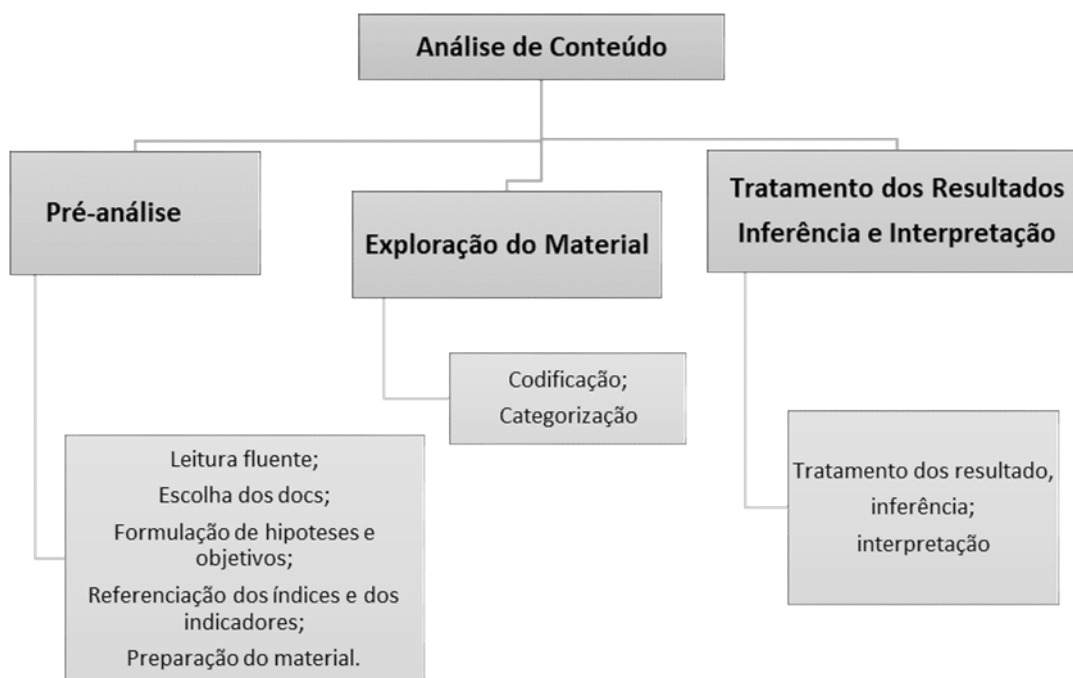 Análise de Conteúdo
Pré-análise
Leitura fluente;
Escolha dos docs;
Formulação de hipoteses e
objetivos;
Referenciação dos índices e dos
indicadores;
Preparação do material.
Exploração do Material
Codificação;
Categorização
Tratamento dos Resultados
Inferência e Interpretação
Tratamento dos resultado,
inferência;
interpretação